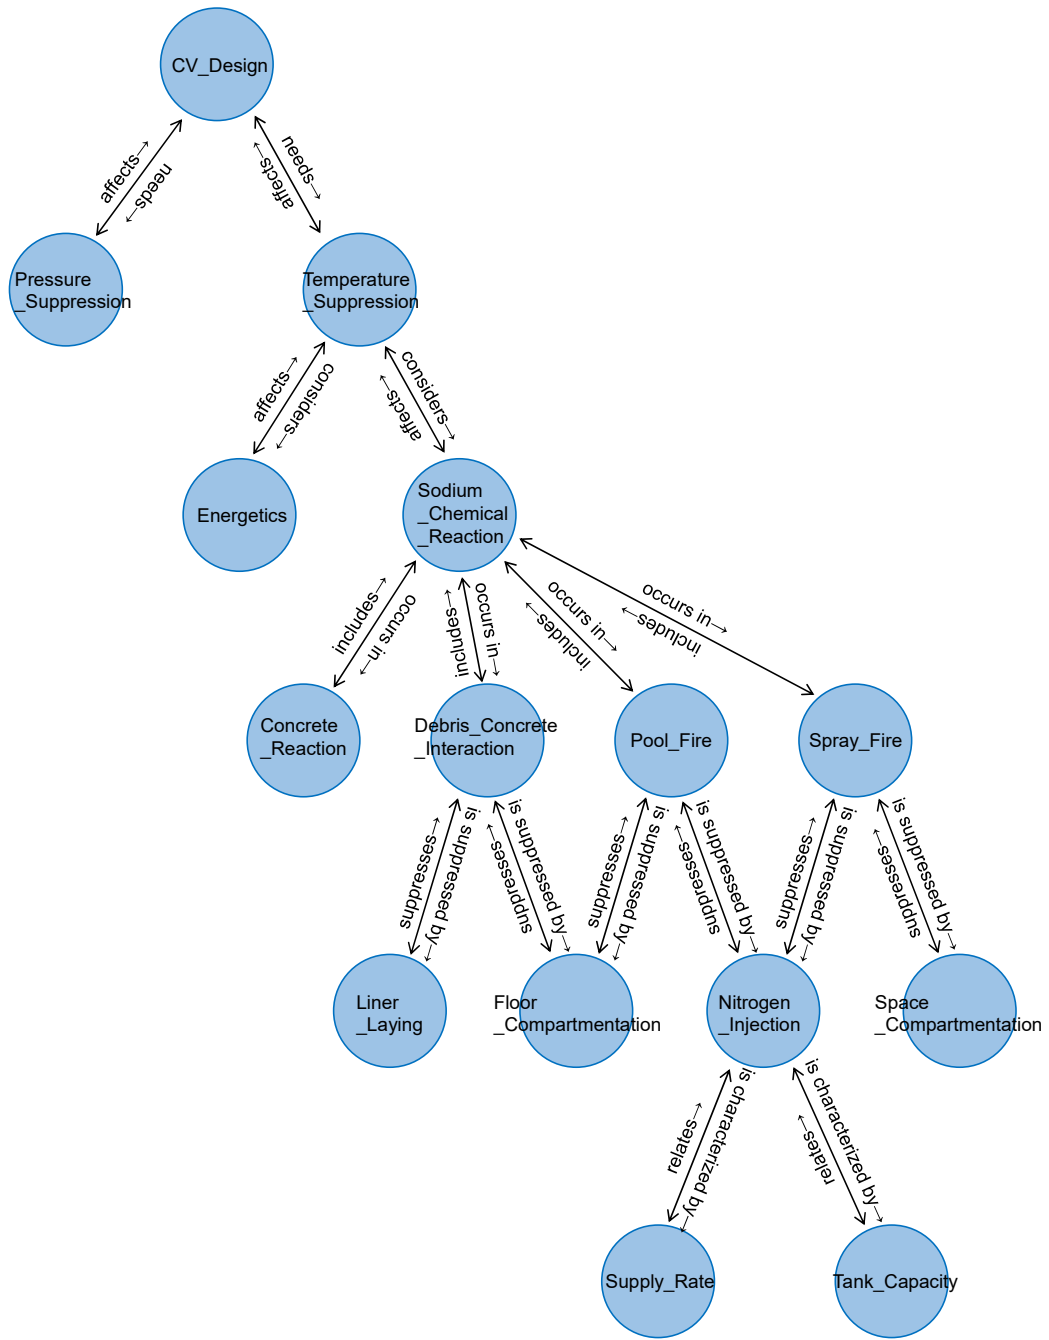 CV_Design
affects→
←needs
needs→
←affects
Pressure
_Suppression
Temperature
_Suppression
affects→
←considers
considers→
←affects
Energetics
Sodium
_Chemical
_Reaction
includes→
←occurs in
occurs in→
←includes
occurs in→
←includes
occurs in→
←includes
Concrete
_Reaction
Debris_Concrete
_Interaction
Pool_Fire
Spray_Fire
suppresses→
←is suppressed by
is suppressed by→
←suppresses
suppresses→
←is suppressed by
is suppressed by→
←suppresses
suppresses→
←is suppressed by
is suppressed by→
←suppresses
Liner
_Laying
Floor
_Compartmentation
Nitrogen
_Injection
Space
_Compartmentation
relates→
←is characterized by
is characterized by→
←relates
Supply_Rate
Tank_Capacity